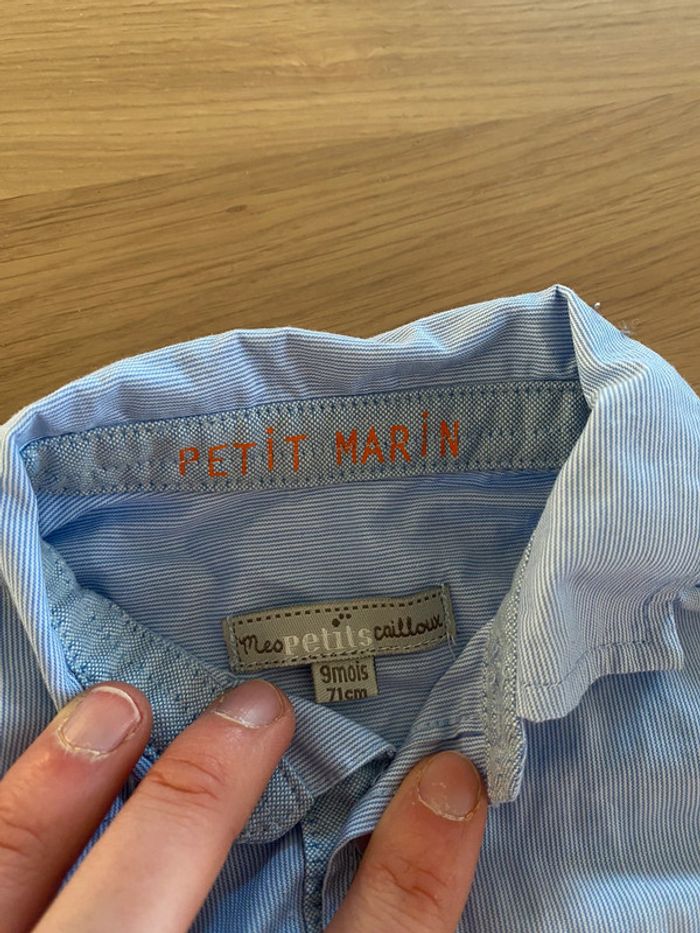 PETiT MARiN
Mes petits cailloux
9mois
71cm